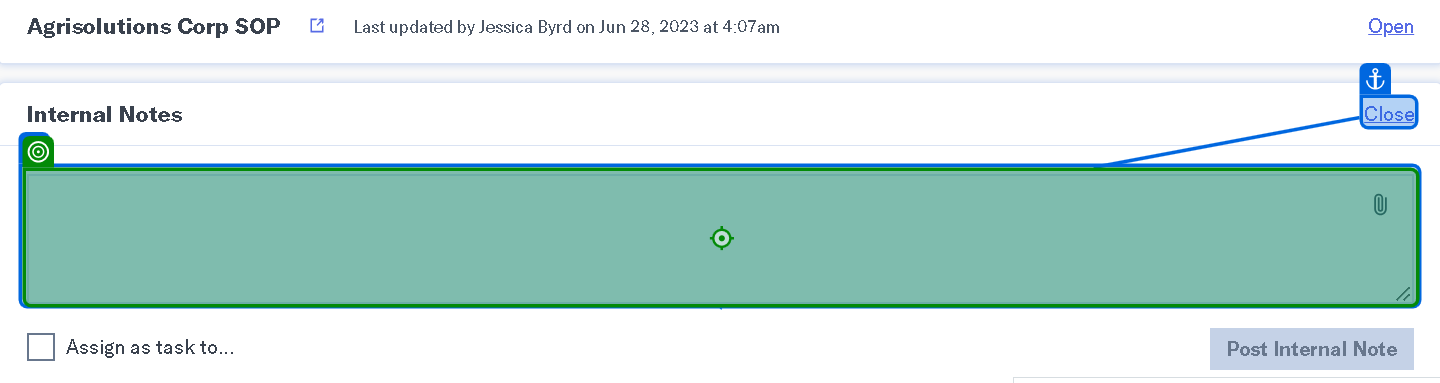 Agrisolutions Corp SOP Last updated by Jessica Byrd on Jun 28, 2023 at 4:07am Open
Internal Notes Close
Assign as task to... Post Internal Note